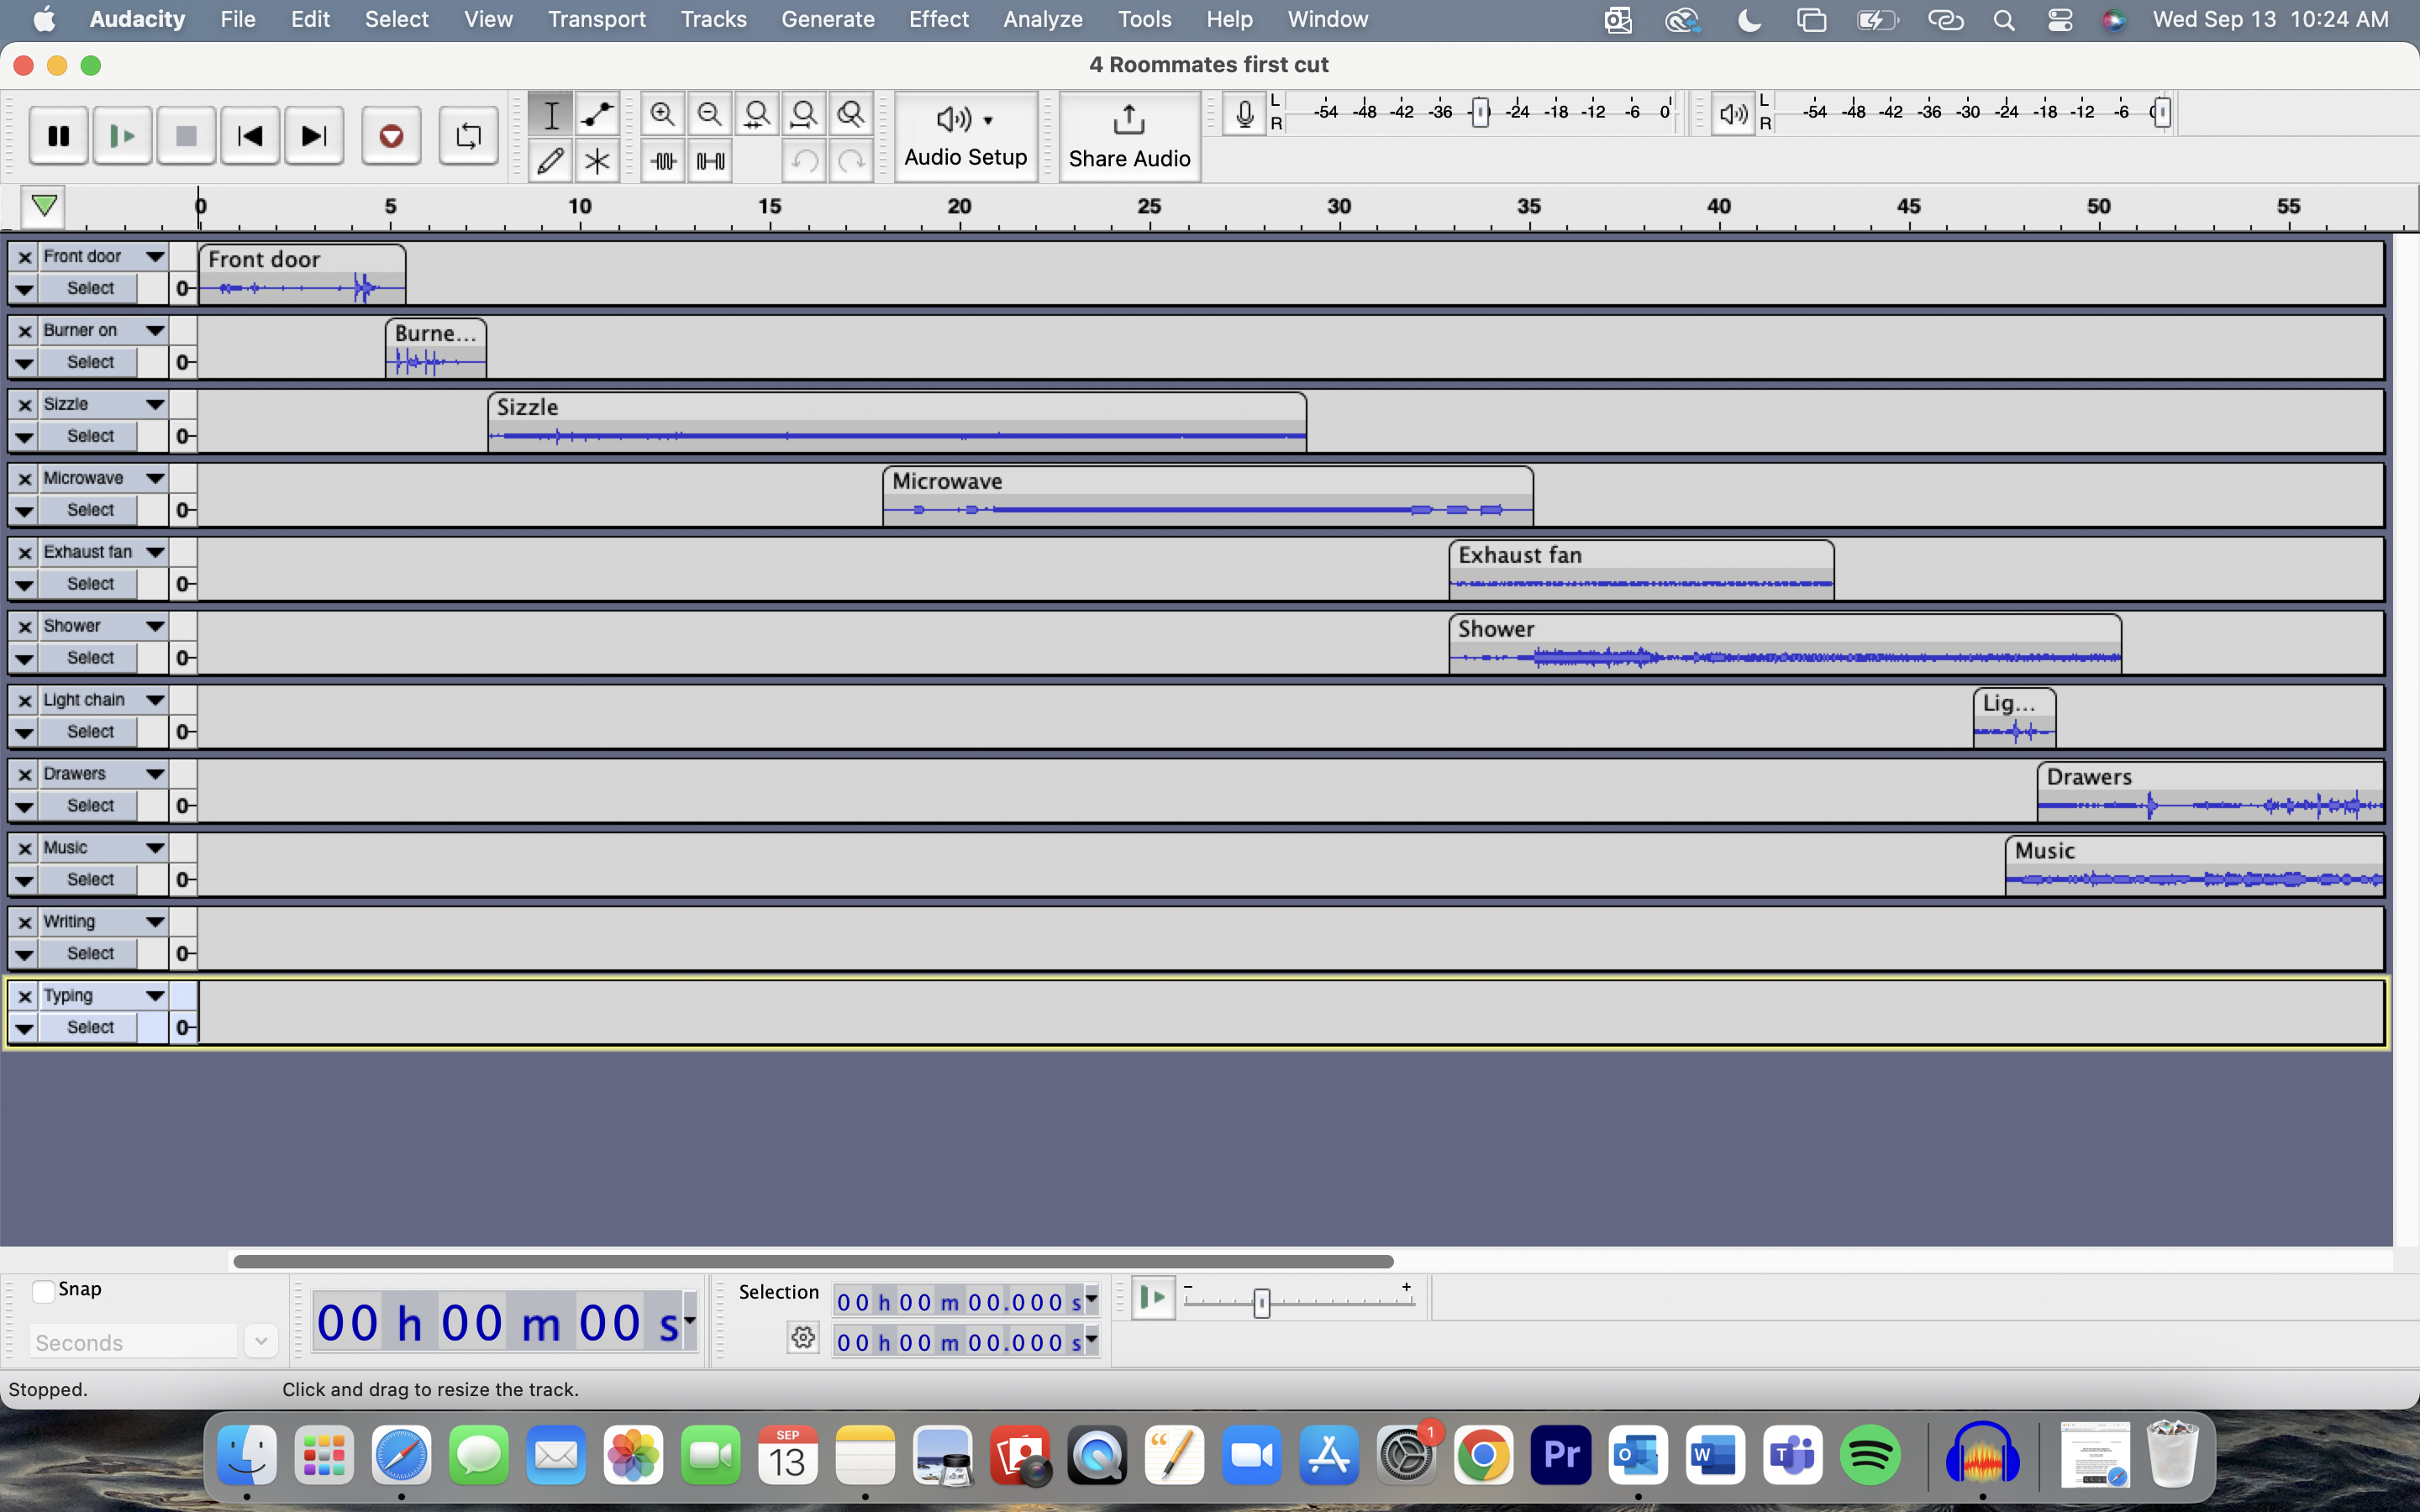 Audacity File Edit Select View Transport Tracks Generate Effect Analyze Tools Help Window Wed Sep 13 10:24 AM
4 Roommates first cut
Audio Setup
Share Audio
L
R
-54 -48 -42 -36 -24 -18 -12 -6 0
L
R
-54 -48 -42 -36 -30 -24 -18 -12 -6
0 5 10 15 20 25 30 35 40 45 50 55
Front door
Select
0
Front door
Burner on
Select
0
Burne...
Sizzle
Select
0
Sizzle
Microwave
Select
0
Microwave
Exhaust fan
Select
0
Exhaust fan
Shower
Select
0
Shower
Light chain
Select
0
Lig...
Drawers
Select
0
Drawers
Music
Select
0
Music
Writing
Select
0
Typing
Select
0
Snap
Seconds
00 h 00 m 00 s
Selection
00 h 00 m 00.000 s
00 h 00 m 00.000 s
- +
Stopped.
Click and drag to resize the track.
SEP
13
1
Pr
O
W
T